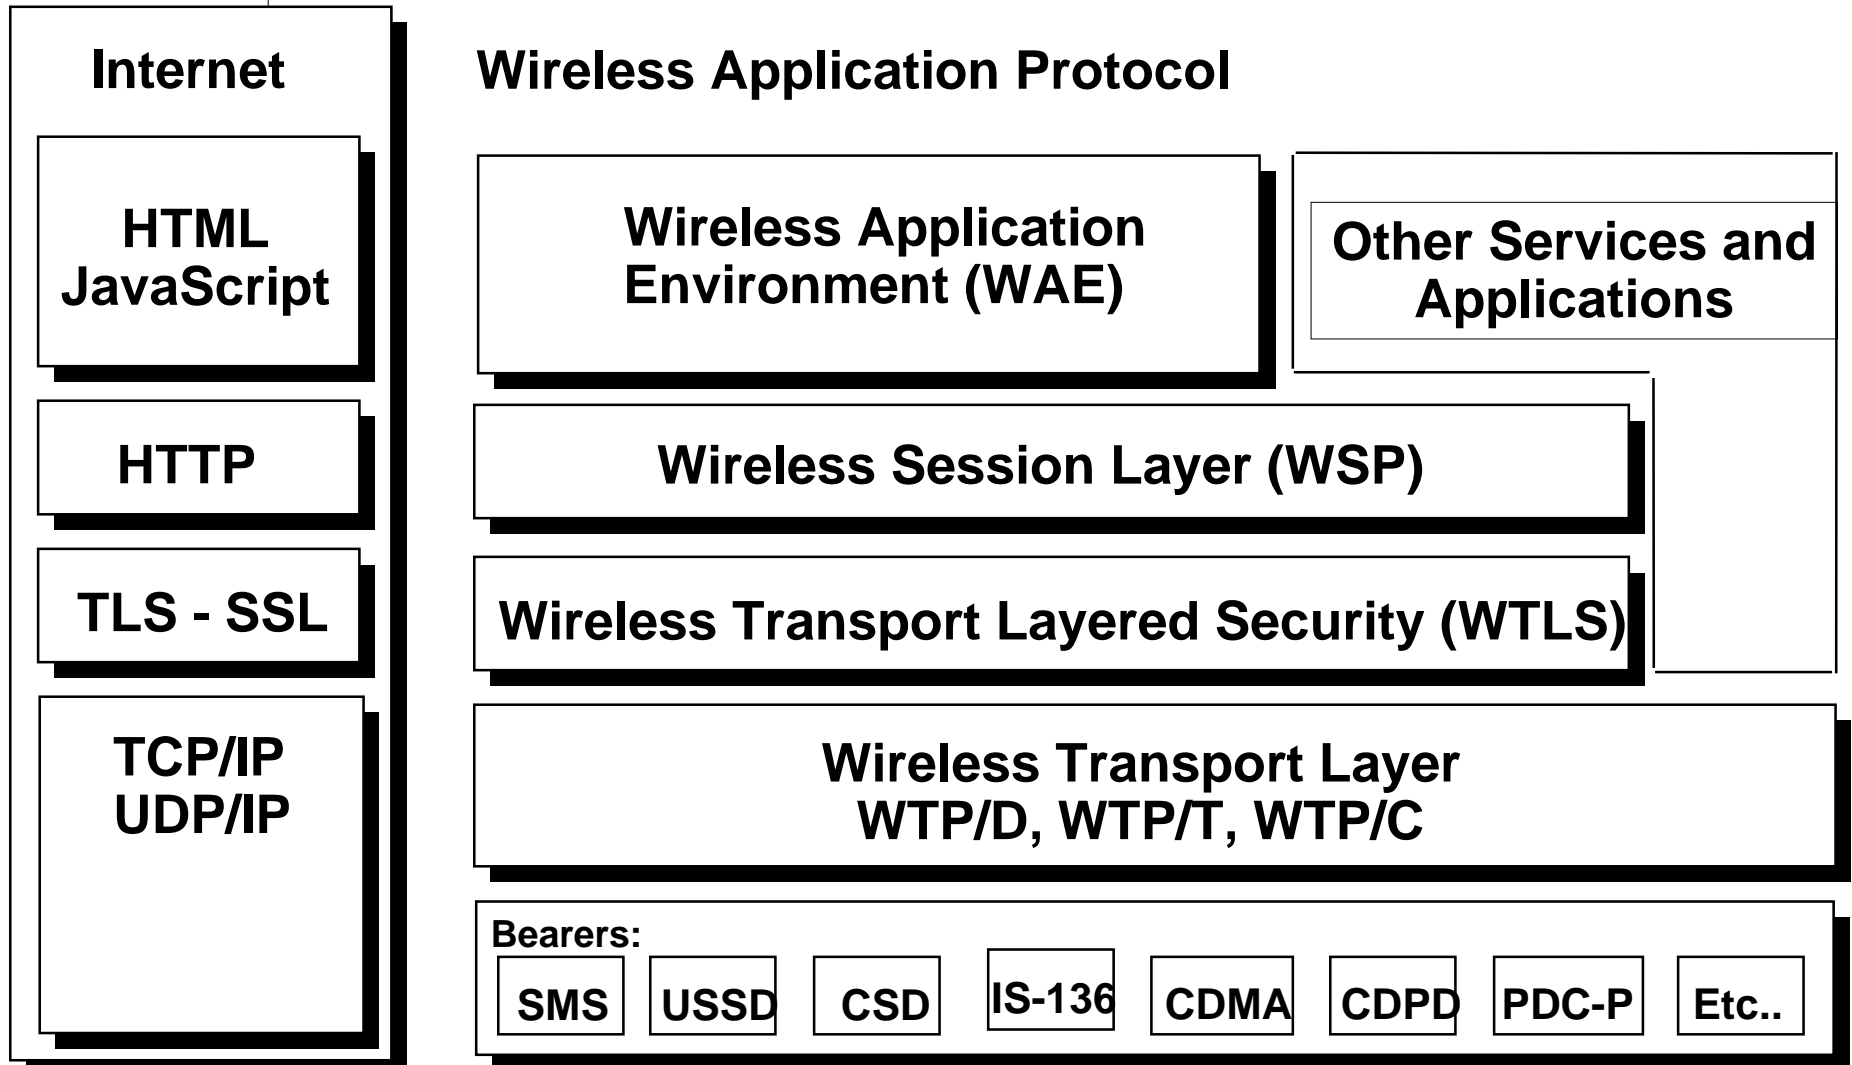 Internet
HTML
JavaScript
HTTP
TLS - SSL
TCP/IP
UDP/IP
Wireless Application Protocol
Wireless Application
Environment (WAE)
Other Services and
Applications
Wireless Session Layer (WSP)
Wireless Transport Layered Security (WTLS)
Wireless Transport Layer
WTP/D, WTP/T, WTP/C
Bearers:
SMS USSD CSD IS-136 CDMA CDPD PDC-P Etc..